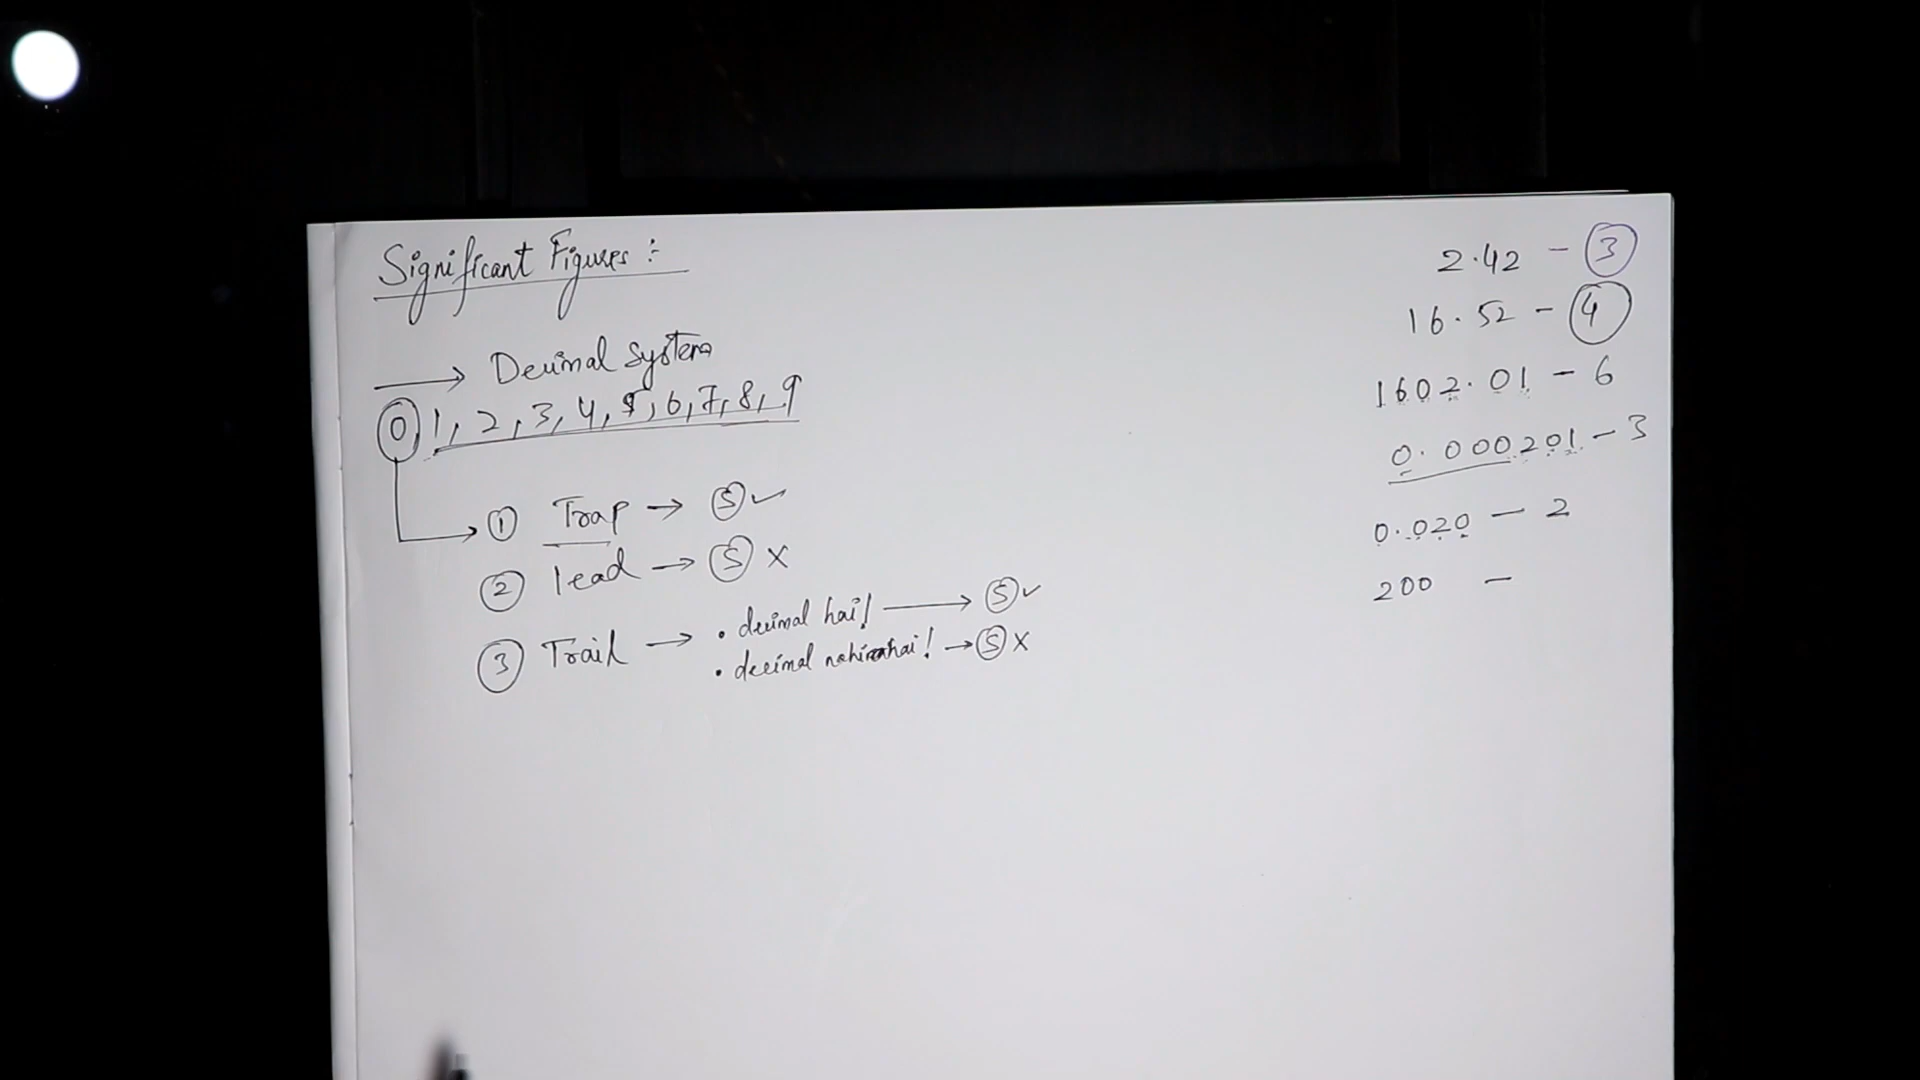 Significant Figures :-
→ Decimal System
0, 1, 2, 3, 4, 5, 6, 7, 8, 9
① Trap → Ⓢ ✓
② lead → Ⓢ X
③ Trail → • decimal hai! → Ⓢ ✓
• decimal nahi hai! → Ⓢ X
2.42 - ③
16.52 - ④
1602.01 - 6
0.000201 - 3
0.020 - 2
200 -